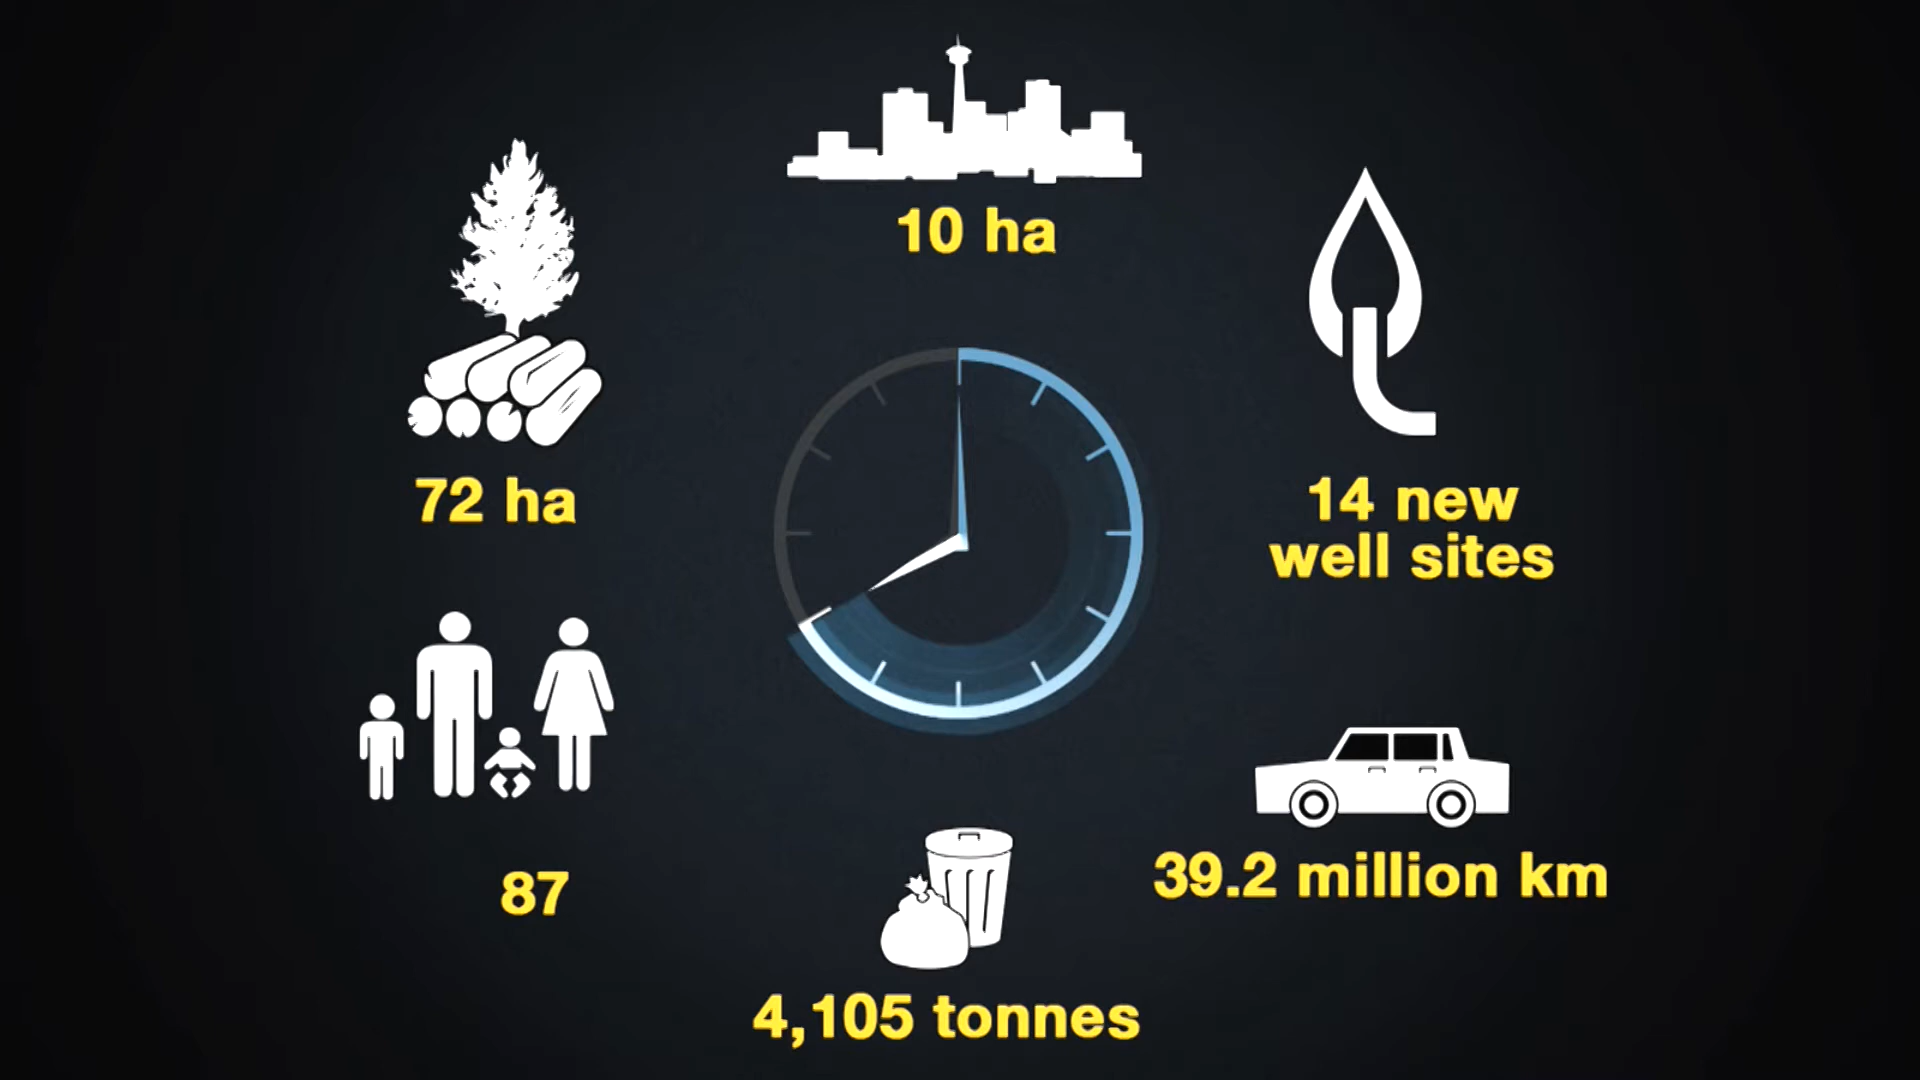 10 ha
72 ha
14 new
well sites
87
39.2 million km
4,105 tonnes